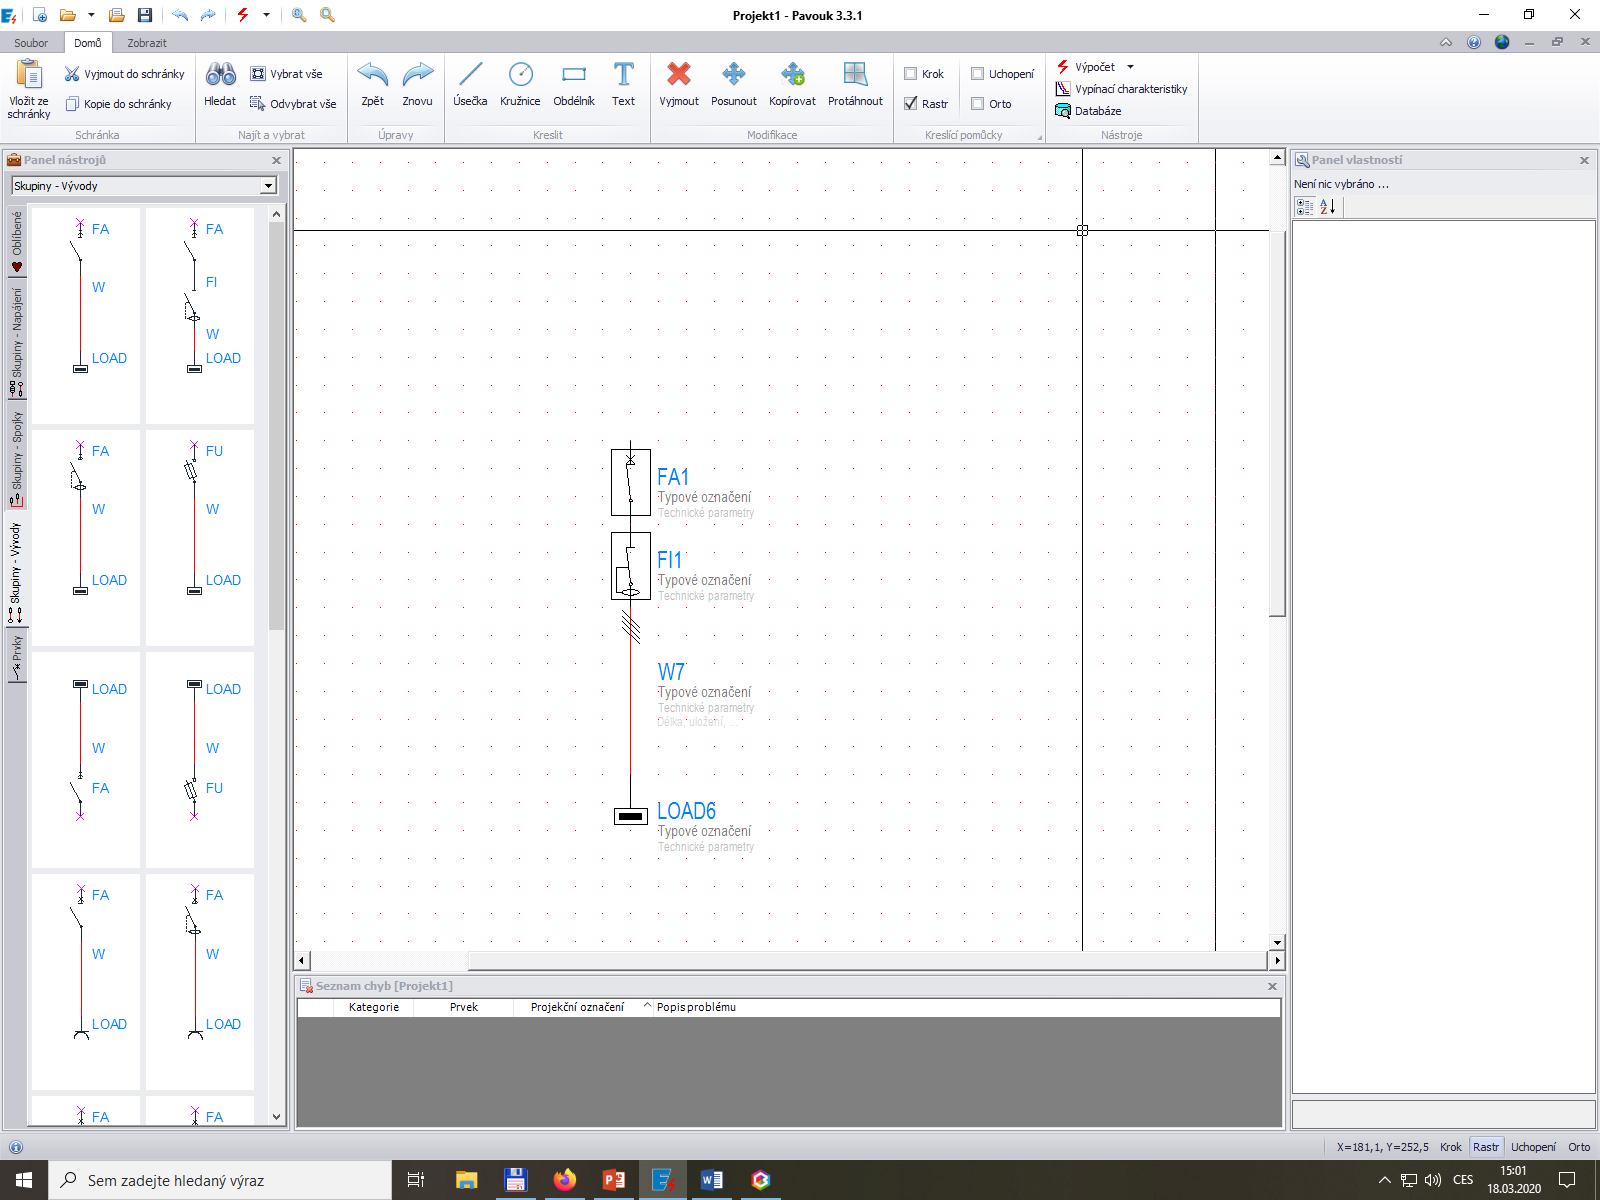 Projekt1 - Pavouk 3.3.1
Soubor
Domů
Zobrazit
Vložit ze schránky
Vyjmout do schránky
Kopie do schránky
Schránka
Hledat
Vybrat vše
Odvybrat vše
Najít a vybrat
Zpět
Znovu
Úpravy
Úsečka
Kružnice
Obdélník
Text
Kreslit
Vyjmout
Posunout
Kopírovat
Protáhnout
Modifikace
Krok
Rastr
Uchopení
Orto
Kreslící pomůcky
Výpočet
Vypínací charakteristiky
Databáze
Nástroje
Panel nástrojů
Skupiny - Vývody
Oblíbené
Skupiny - Napájení
Skupiny - Spojky
Skupiny - Vývody
Prvky
FA
W
LOAD
FA
FI
W
LOAD
FA
W
LOAD
FU
W
LOAD
LOAD
W
FA
LOAD
W
FU
FA
W
LOAD
FA
W
LOAD
FA
FA
FA1
Typové označení
Technické parametry
FI1
Typové označení
Technické parametry
W7
Typové označení
Technické parametry
Délka, uložení, ...
LOAD6
Typové označení
Technické parametry
Seznam chyb [Projekt1]
Kategorie
Prvek
Projekční označení
Popis problému
Panel vlastností
Není nic vybráno ...
X=181,1, Y=252,5
Krok
Rastr
Uchopení
Orto
Sem zadejte hledaný výraz
CES
15:01
18.03.2020